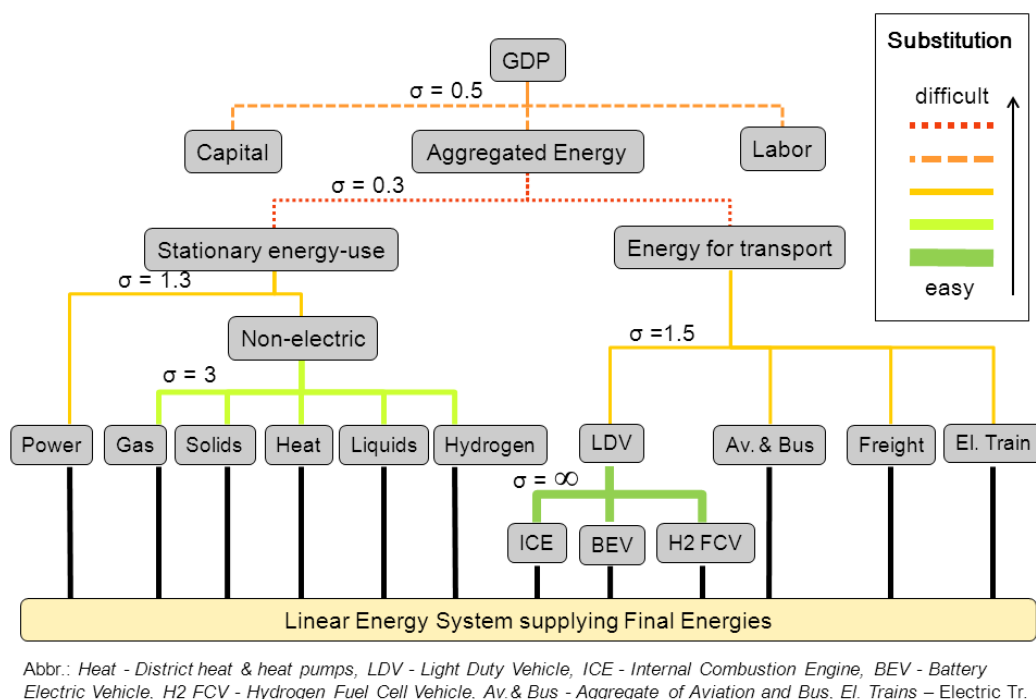 Substitution
GDP
difficult
σ = 0.5
Capital
Aggregated Energy
Labor
σ = 0.3
Stationary energy-use
Energy for transport
easy
σ = 1.3
Non-electric
σ =1.5
σ = 3
Power
Gas
Solids
Heat
Liquids
Hydrogen
LDV
Av. & Bus
Freight
El. Train
σ = ∞
ICE
BEV
H2 FCV
Linear Energy System supplying Final Energies
Abbr.: Heat - District heat & heat pumps, LDV - Light Duty Vehicle, ICE - Internal Combustion Engine, BEV - Battery
Electric Vehicle, H2 FCV - Hydrogen Fuel Cell Vehicle, Av.& Bus - Aggregate of Aviation and Bus, El. Trains – Electric Tr.